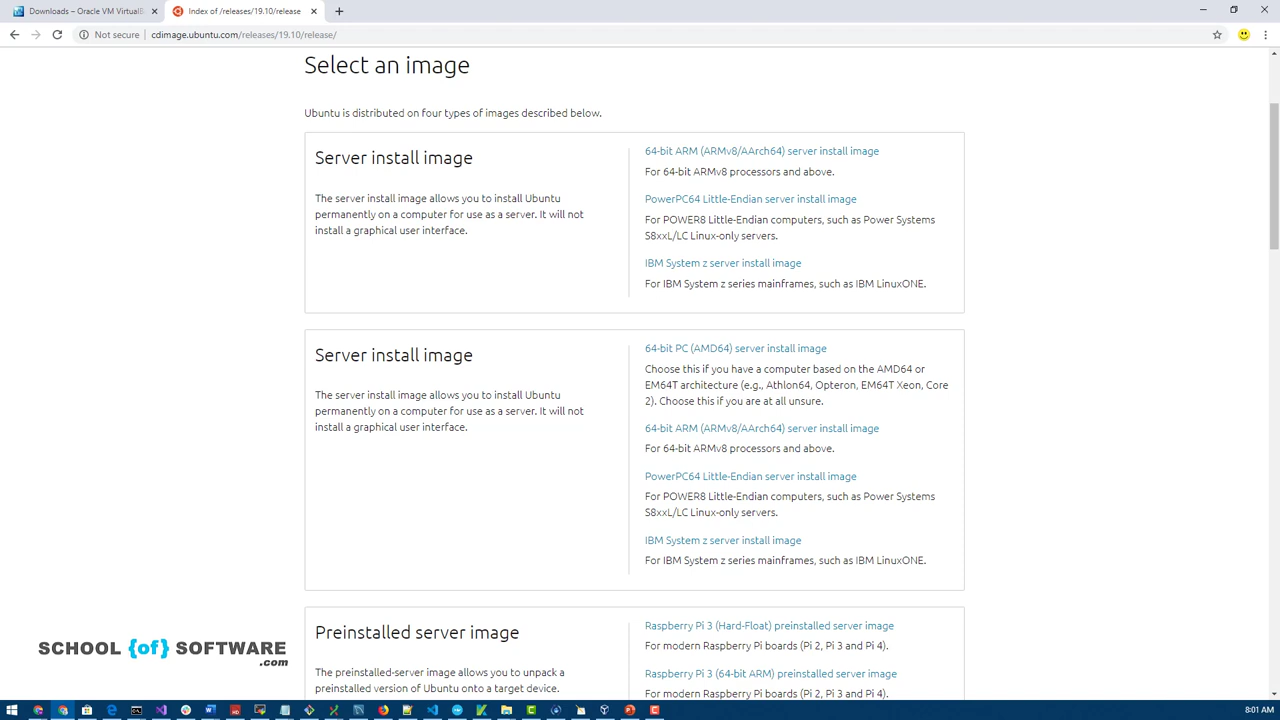 Downloads – Oracle VM VirtualB
Index of /releases/19.10/release
Not secure
cdimage.ubuntu.com/releases/19.10/release/
Select an image
Ubuntu is distributed on four types of images described below.
Server install image
The server install image allows you to install Ubuntu
permanently on a computer for use as a server. It will not
install a graphical user interface.
64-bit ARM (ARMv8/AArch64) server install image
For 64-bit ARMv8 processors and above.
PowerPC64 Little-Endian server install image
For POWER8 Little-Endian computers, such as Power Systems
S8xxL/LC Linux-only servers.
IBM System z server install image
For IBM System z series mainframes, such as IBM LinuxONE.
Server install image
The server install image allows you to install Ubuntu
permanently on a computer for use as a server. It will not
install a graphical user interface.
64-bit PC (AMD64) server install image
Choose this if you have a computer based on the AMD64 or
EM64T architecture (e.g., Athlon64, Opteron, EM64T Xeon, Core
2). Choose this if you are at all unsure.
64-bit ARM (ARMv8/AArch64) server install image
For 64-bit ARMv8 processors and above.
PowerPC64 Little-Endian server install image
For POWER8 Little-Endian computers, such as Power Systems
S8xxL/LC Linux-only servers.
IBM System z server install image
For IBM System z series mainframes, such as IBM LinuxONE.
Preinstalled server image
The preinstalled-server image allows you to unpack a
preinstalled version of Ubuntu onto a target device.
Raspberry Pi 3 (Hard-Float) preinstalled server image
For modern Raspberry Pi boards (Pi 2, Pi 3 and Pi 4).
Raspberry Pi 3 (64-bit ARM) preinstalled server image
For modern Raspberry Pi boards (Pi 2, Pi 3 and Pi 4).
SCHOOL {of} SOFTWARE
.com
8:01 AM